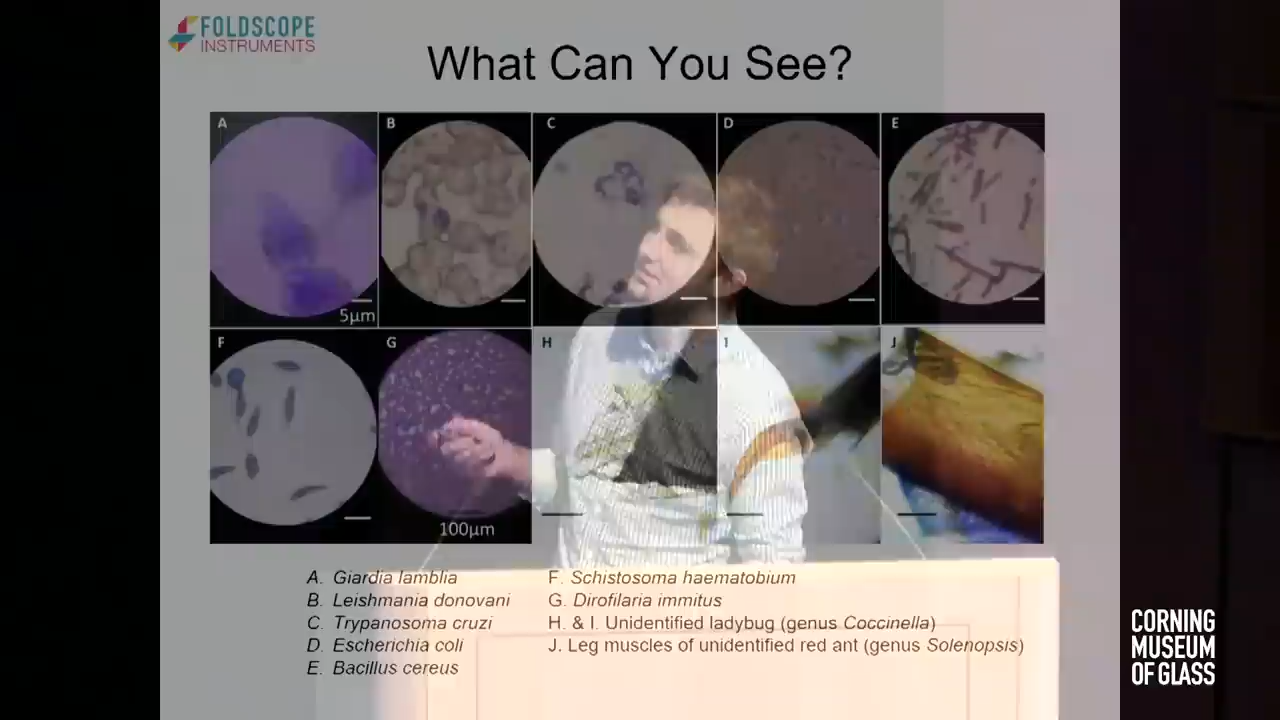 FOLDSCOPE
INSTRUMENTS
What Can You See?
A
B
C
D
E
5µm
F
G
H
I
J
100µm
A. Giardia lamblia
B. Leishmania donovani
C. Trypanosoma cruzi
D. Escherichia coli
E. Bacillus cereus
F. Schistosoma haematobium
G. Dirofilaria immitus
H. & I. Unidentified ladybug (genus Coccinella)
J. Leg muscles of unidentified red ant (genus Solenopsis)
CORNING
MUSEUM
OF GLASS